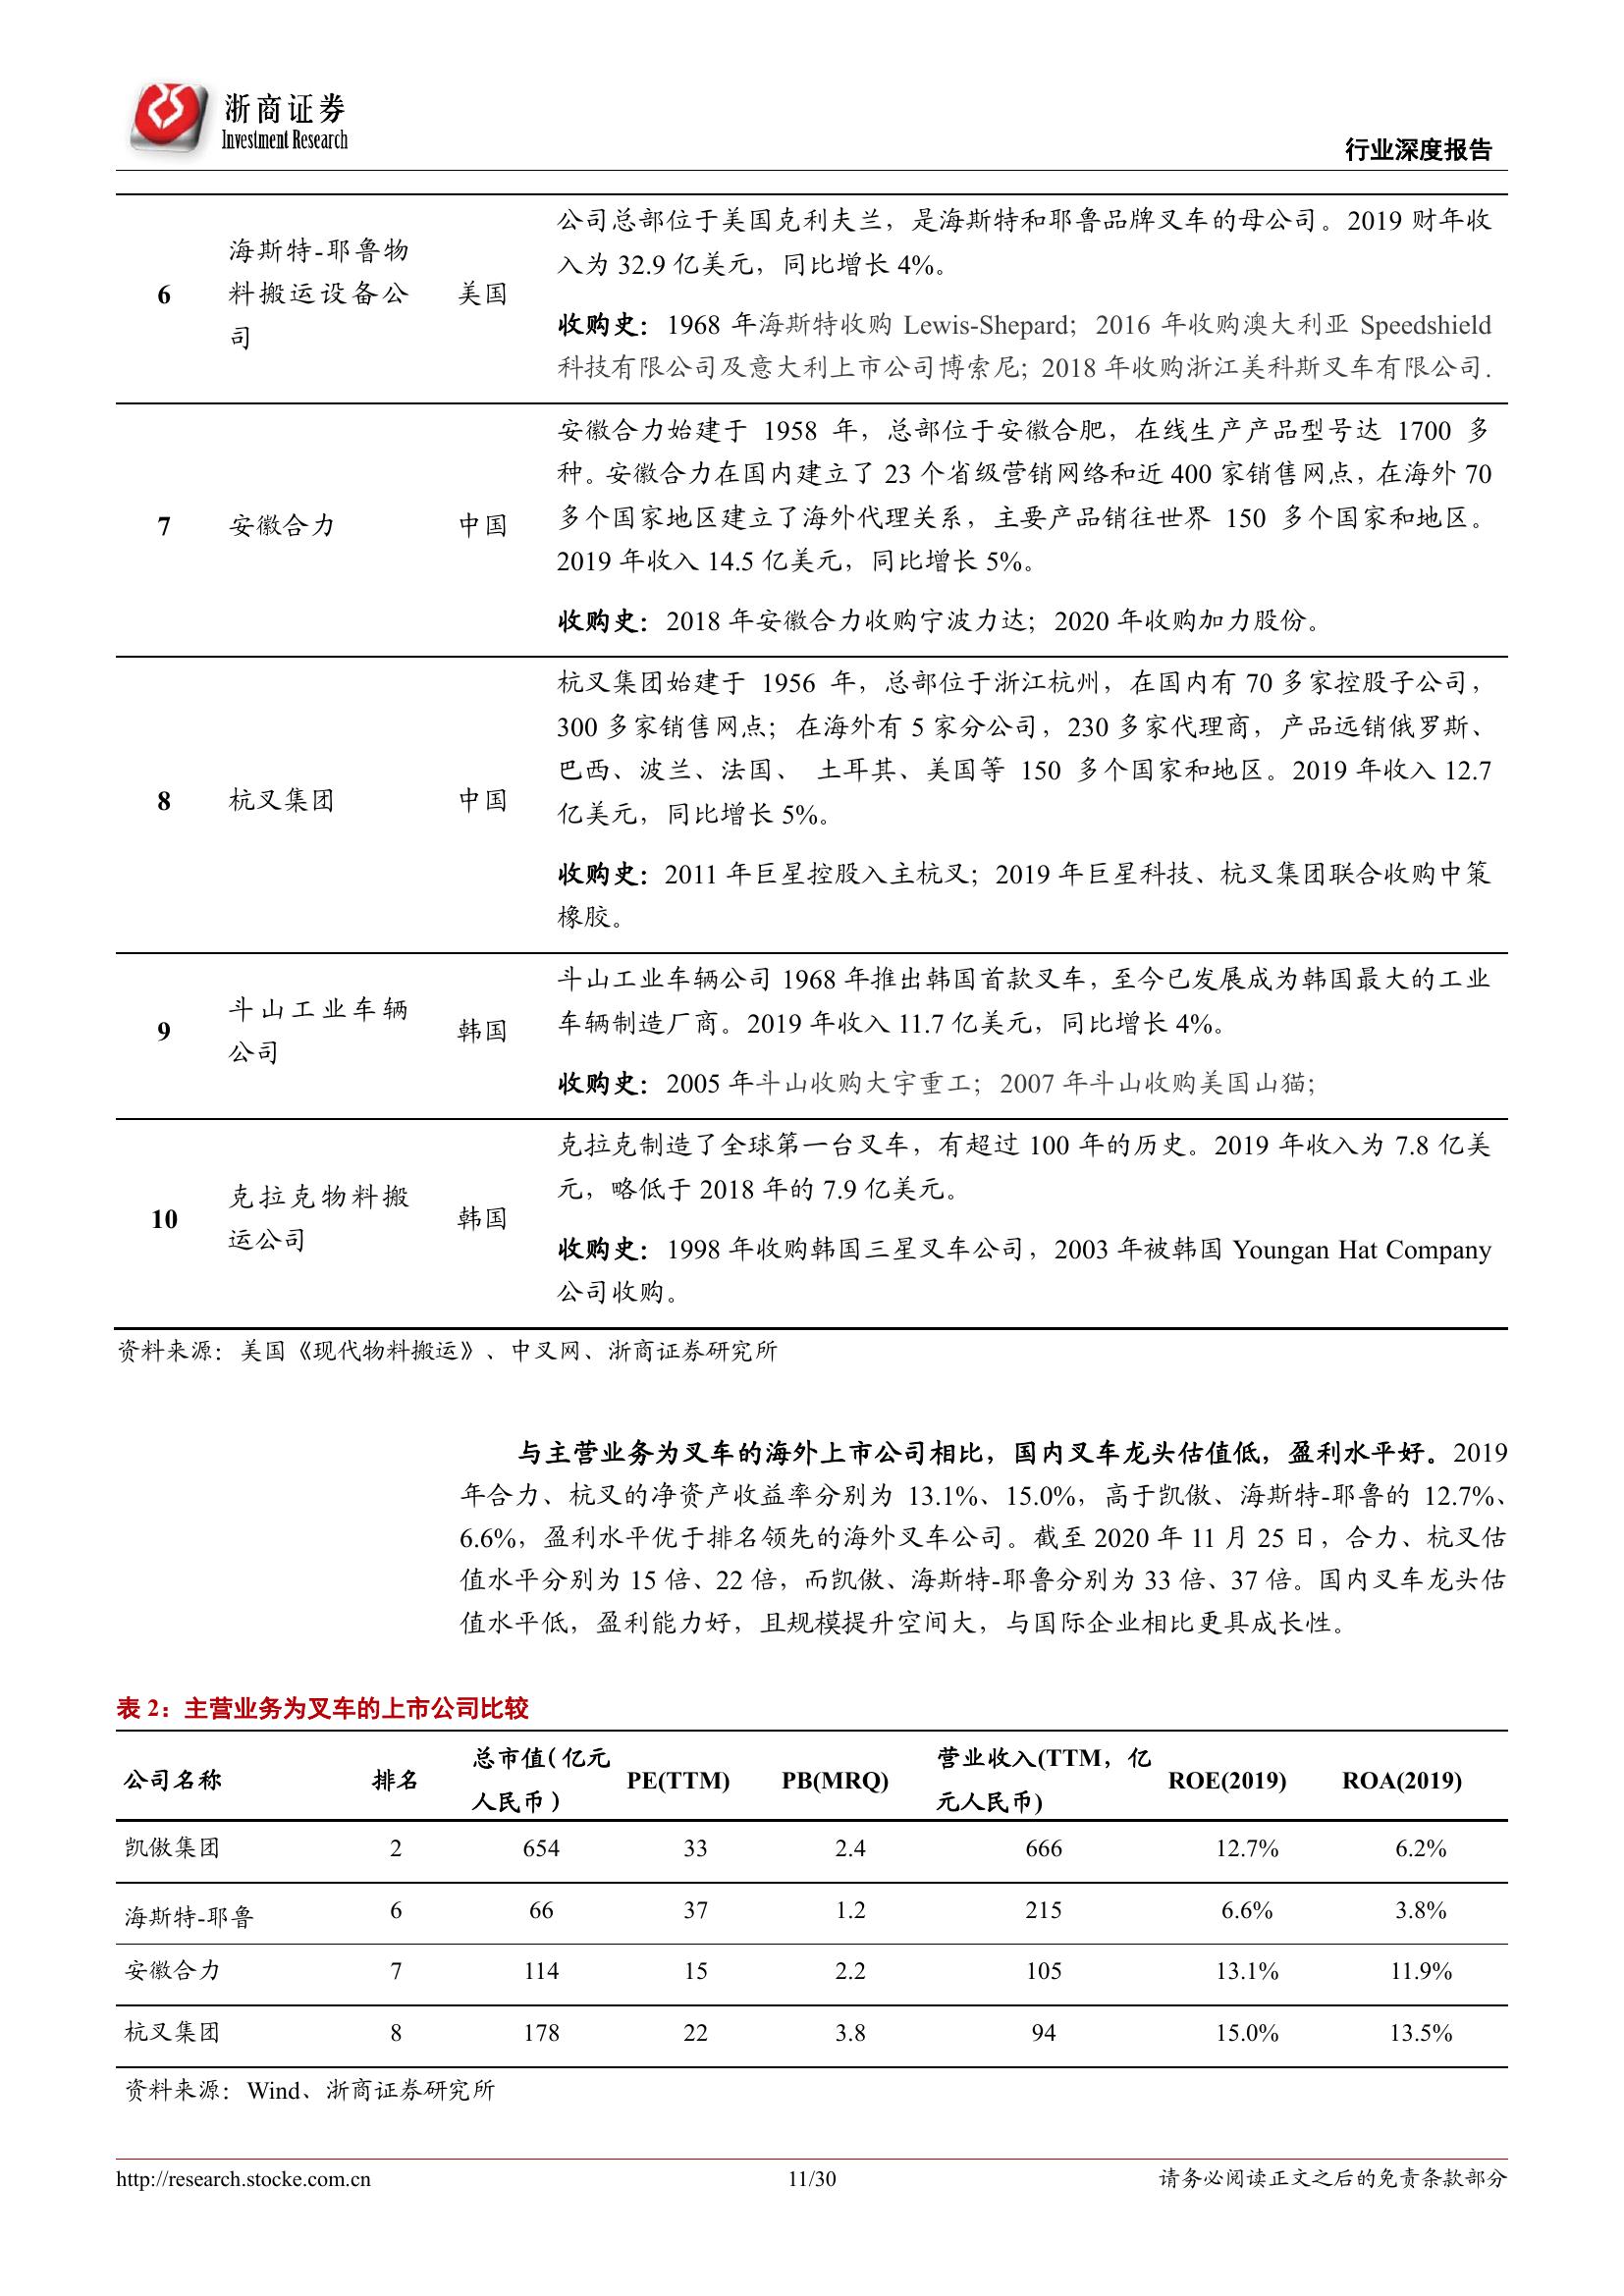 浙商证券
Investment Research
行业深度报告
公司总部位于美国克利夫兰，是海斯特和耶鲁品牌叉车的母公司。2019 财年收
入为 32.9 亿美元，同比增长 4%。
6
海斯特-耶鲁物
料搬运设备公
司
美国
收购史：1968 年海斯特收购 Lewis-Shepard；2016 年收购澳大利亚 Speedshield
科技有限公司及意大利上市公司博索尼；2018 年收购浙江美科斯叉车有限公司.
安徽合力始建于 1958 年，总部位于安徽合肥，在线生产产品型号达 1700 多
种。安徽合力在国内建立了 23 个省级营销网络和近 400 家销售网点，在海外 70
多个国家地区建立了海外代理关系，主要产品销往世界 150 多个国家和地区。
7
安徽合力
中国
2019 年收入 14.5 亿美元，同比增长 5%。
收购史：2018 年安徽合力收购宁波力达；2020 年收购加力股份。
杭叉集团始建于 1956 年，总部位于浙江杭州，在国内有 70 多家控股子公司，
300 多家销售网点；在海外有 5 家分公司，230 多家代理商，产品远销俄罗斯、
巴西、波兰、法国、 土耳其、美国等 150 多个国家和地区。2019 年收入 12.7
8
杭叉集团
中国
亿美元，同比增长 5%。
收购史：2011 年巨星控股入主杭叉；2019 年巨星科技、杭叉集团联合收购中策
橡胶。
斗山工业车辆公司 1968 年推出韩国首款叉车，至今已发展成为韩国最大的工业
车辆制造厂商。2019 年收入 11.7 亿美元，同比增长 4%。
9
斗山工业车辆
公司
韩国
收购史：2005 年斗山收购大宇重工；2007 年斗山收购美国山猫；
克拉克制造了全球第一台叉车，有超过 100 年的历史。2019 年收入为 7.8 亿美
元，略低于 2018 年的 7.9 亿美元。
10
克拉克物料搬
运公司
韩国
收购史：1998 年收购韩国三星叉车公司，2003 年被韩国 Youngan Hat Company
公司收购。
资料来源：美国《现代物料搬运》、中叉网、浙商证券研究所
与主营业务为叉车的海外上市公司相比，国内叉车龙头估值低，盈利水平好。2019
年合力、杭叉的净资产收益率分别为 13.1%、15.0%，高于凯傲、海斯特-耶鲁的 12.7%、
6.6%，盈利水平优于排名领先的海外叉车公司。截至 2020 年 11 月 25 日，合力、杭叉估
值水平分别为 15 倍、22 倍，而凯傲、海斯特-耶鲁分别为 33 倍、37 倍。国内叉车龙头估
值水平低，盈利能力好，且规模提升空间大，与国际企业相比更具成长性。
表 2：主营业务为叉车的上市公司比较
公司名称 排名 总市值（亿元人民币） PE(TTM) PB(MRQ) 营业收入(TTM，亿元人民币) ROE(2019) ROA(2019)
凯傲集团 2 654 33 2.4 666 12.7% 6.2%
海斯特-耶鲁 6 66 37 1.2 215 6.6% 3.8%
安徽合力 7 114 15 2.2 105 13.1% 11.9%
杭叉集团 8 178 22 3.8 94 15.0% 13.5%
资料来源：Wind、浙商证券研究所
http://research.stocke.com.cn 11/30 请务必阅读正文之后的免责条款部分